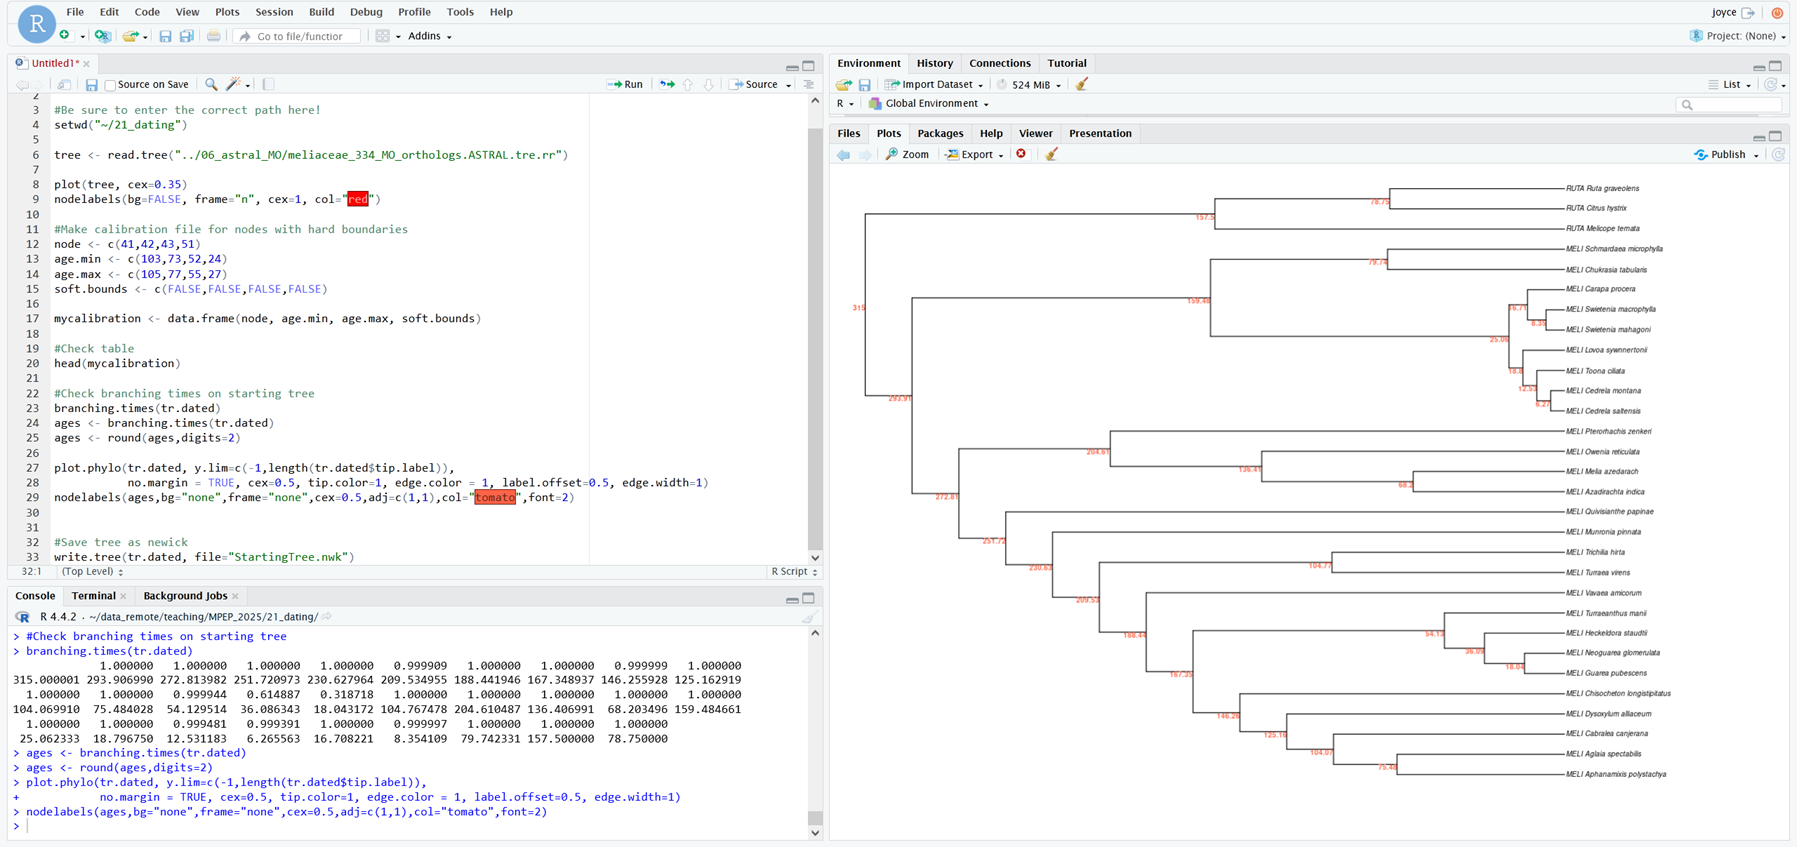 File Edit Code View Plots Session Build Debug Profile Tools Help
joyce
Go to file/function
Addins
Project: (None)
Untitled1*
Source on Save
Run
Source
2
3 #Be sure to enter the correct path here!
4 setwd("~/21_dating")
5
6 tree <- read.tree("../06_astral_MO/meliaceae_334_MO_orthologs.ASTRAL.tre.rr")
7
8 plot(tree, cex=0.35)
9 nodelabels(bg=FALSE, frame="n", cex=1, col="red")
10
11 #Make calibration file for nodes with hard boundaries
12 node <- c(41,42,43,51)
13 age.min <- c(103,73,52,24)
14 age.max <- c(105,77,55,27)
15 soft.bounds <- c(FALSE,FALSE,FALSE,FALSE)
16
17 mycalibration <- data.frame(node, age.min, age.max, soft.bounds)
18
19 #Check table
20 head(mycalibration)
21
22 #Check branching times on starting tree
23 branching.times(tr.dated)
24 ages <- branching.times(tr.dated)
25 ages <- round(ages,digits=2)
26
27 plot.phylo(tr.dated, y.lim=c(-1,length(tr.dated$tip.label)),
28 no.margin = TRUE, cex=0.5, tip.color=1, edge.color = 1, label.offset=0.5, edge.width=1)
29 nodelabels(ages,bg="none",frame="none",cex=0.5,adj=c(1,1),col="tomato",font=2)
30
31
32 #Save tree as newick
33 write.tree(tr.dated, file="StartingTree.nwk")
32:1 (Top Level) R Script
Console Terminal Background Jobs
R 4.4.2 · ~/data_remote/teaching/MPEP_2025/21_dating/
> #Check branching times on starting tree
> branching.times(tr.dated)
1.000000 1.000000 1.000000 1.000000 0.999909 1.000000 1.000000 0.999999 1.000000
315.000001 293.906990 272.813982 251.720973 230.627964 209.534955 188.441946 167.348937 146.255928 125.162919
1.000000 1.000000 0.999944 0.614887 0.318718 1.000000 1.000000 1.000000 1.000000 1.000000
104.069910 75.484028 54.129514 36.086343 18.043172 104.767478 204.610487 136.406991 68.203496 159.484661
1.000000 1.000000 0.999481 0.999391 1.000000 0.999997 1.000000 1.000000 1.000000
25.062333 18.796750 12.531183 6.265563 16.708221 8.354109 79.742331 157.500000 78.750000
> ages <- branching.times(tr.dated)
> ages <- round(ages,digits=2)
> plot.phylo(tr.dated, y.lim=c(-1,length(tr.dated$tip.label)),
+ no.margin = TRUE, cex=0.5, tip.color=1, edge.color = 1, label.offset=0.5, edge.width=1)
> nodelabels(ages,bg="none",frame="none",cex=0.5,adj=c(1,1),col="tomato",font=2)
>
Environment History Connections Tutorial
Import Dataset 524 MiB List
R Global Environment
Files Plots Packages Help Viewer Presentation
Zoom Export Publish
RUTA Ruta graveolens
78.75
RUTA Citrus hystrix
157.5
RUTA Melicope ternata
MELI Schmardaea microphylla
79.74
MELI Chukrasia tabularis
MELI Carapa procera
159.48
315
16.71
MELI Swietenia macrophylla
8.35
MELI Swietenia mahagoni
25.06
MELI Lovoa sywnnertonii
18.8
MELI Toona ciliata
12.53
MELI Cedrela montana
293.91
6.27
MELI Cedrela saltensis
MELI Pterorhachis zenkeri
204.61
MELI Owenia reticulata
136.41
MELI Melia azedarach
68.2
MELI Azadirachta indica
272.81
MELI Quivisianthe papinae
MELI Munronia pinnata
251.72
MELI Trichilia hirta
104.77
230.63
MELI Turraea virens
MELI Vavaea amicorum
209.53
MELI Turraeanthus manii
188.44
54.13
MELI Heckeldora staudtii
36.09
MELI Neoguarea glomerulata
18.04
MELI Guarea pubescens
167.35
MELI Chisocheton longistipitatus
146.26
MELI Dysoxylum alliaceum
125.16
MELI Cabralea canjerana
104.07
MELI Aglaia spectabilis
75.48
MELI Aphanamixis polystachya